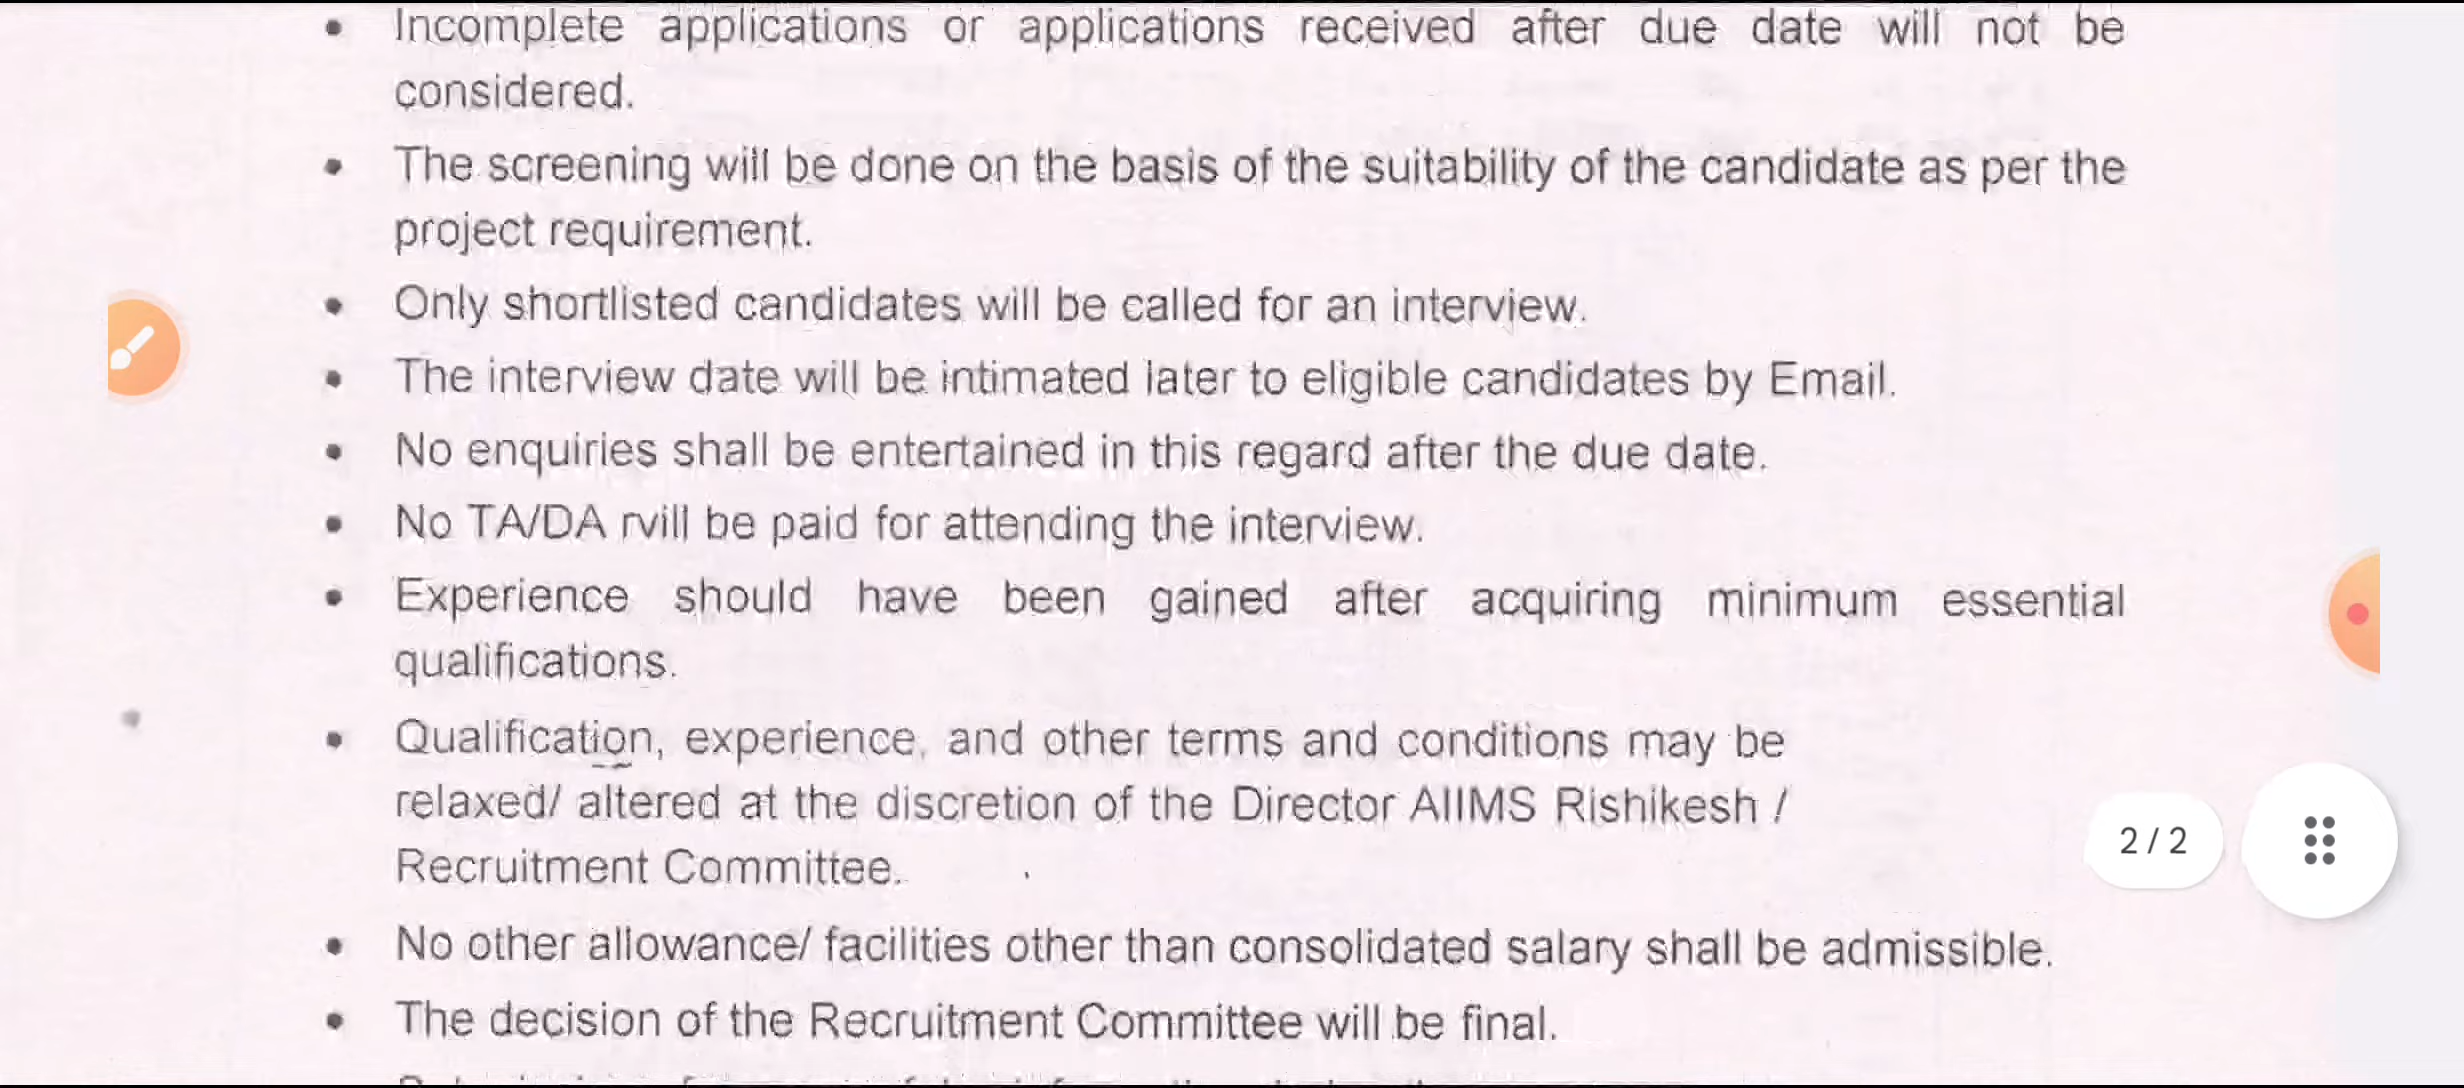 • Incomplete applications or applications received after due date will not be
considered.
• The screening will be done on the basis of the suitability of the candidate as per the
project requirement.
• Only shortlisted candidates will be called for an interview.
• The interview date will be intimated later to eligible candidates by Email.
• No enquiries shall be entertained in this regard after the due date.
• No TA/DA rvill be paid for attending the interview.
• Experience should have been gained after acquiring minimum essential
qualifications.
• Qualification, experience, and other terms and conditions may be
relaxed/ altered at the discretion of the Director AIIMS Rishikesh /
Recruitment Committee.
2 / 2
• No other allowance/ facilities other than consolidated salary shall be admissible.
• The decision of the Recruitment Committee will be final.